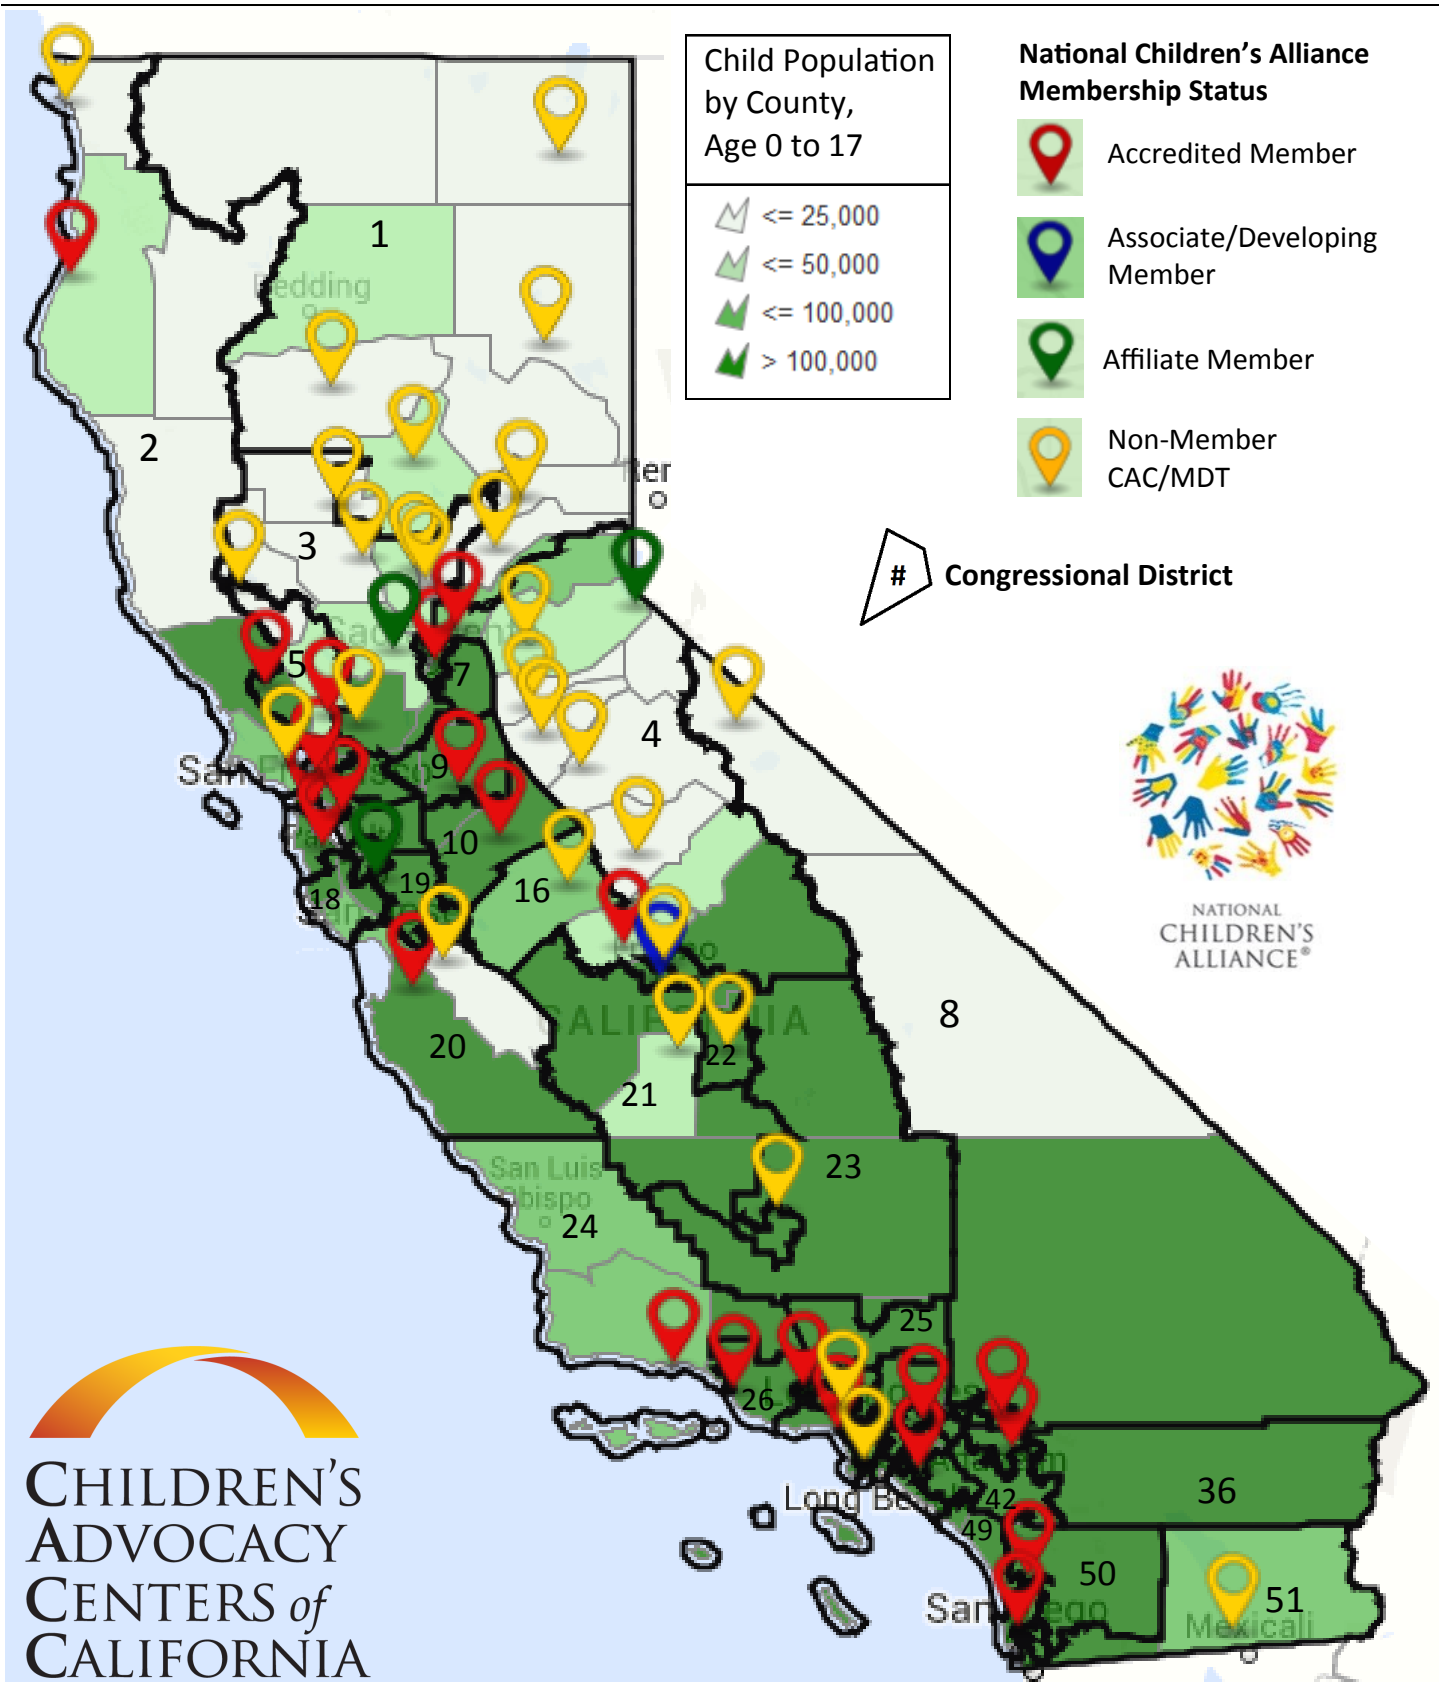 Child Population
by County,
Age 0 to 17
<= 25,000
<= 50,000
<= 100,000
> 100,000
National Children’s Alliance
Membership Status
Accredited Member
Associate/Developing
Member
Affiliate Member
Non-Member
CAC/MDT
# Congressional District
NATIONAL
CHILDREN'S
ALLIANCE®
1
Redding
2
3
5
7
4
9
10
16
19
18
8
CALIFORNIA
20
22
21
23
San Luis
Obispo
24
25
26
Long
42
36
49
50
51
San Diego
Mexicali
CHILDREN’S
ADVOCACY
CENTERS of
CALIFORNIA